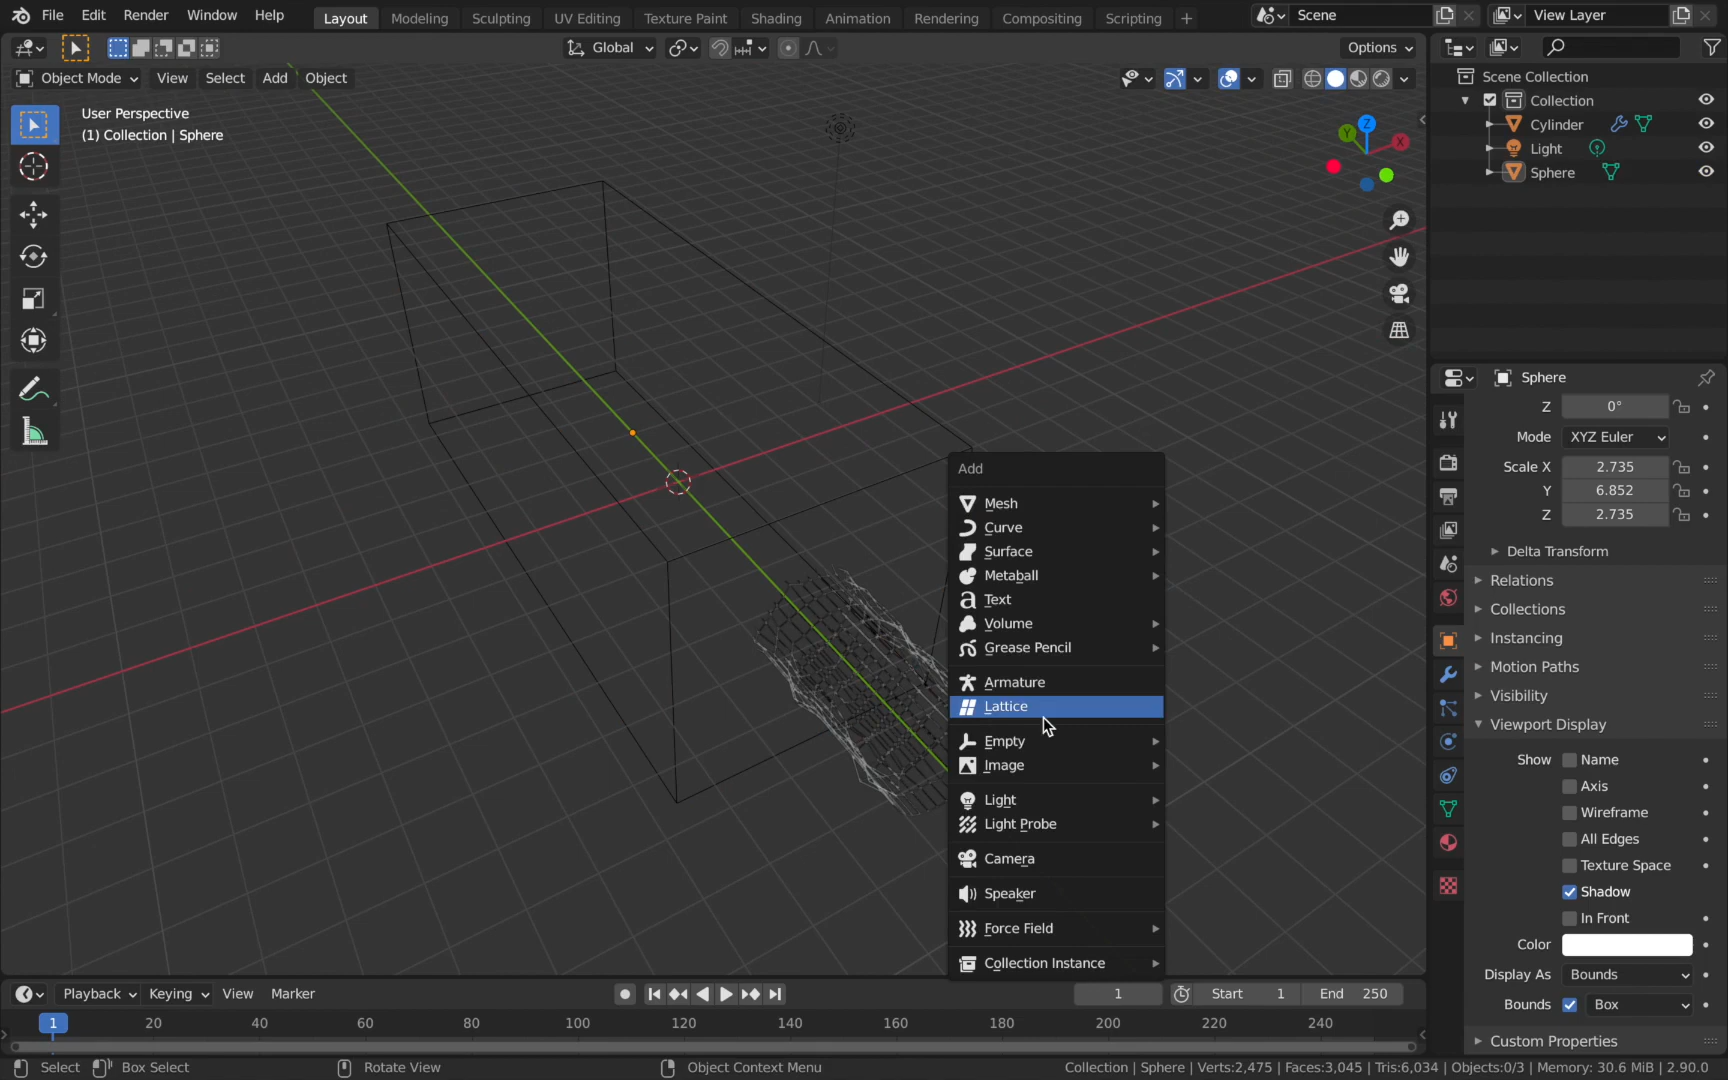 File Edit Render Window Help Layout Modeling Sculpting UV Editing Texture Paint Shading Animation Rendering Compositing Scripting + Scene View Layer
Global Options
Object Mode View Select Add Object
User Perspective
(1) Collection | Sphere
Z
Y
X
Scene Collection
Collection
Cylinder
Light
Sphere
Add
Mesh
Curve
Surface
Metaball
Text
Volume
Grease Pencil
Armature
Lattice
Empty
Image
Light
Light Probe
Camera
Speaker
Force Field
Collection Instance
Sphere
Z 0°
Mode XYZ Euler
Scale X 2.735
Y 6.852
Z 2.735
Delta Transform
Relations
Collections
Instancing
Motion Paths
Visibility
Viewport Display
Show Name
Axis
Wireframe
All Edges
Texture Space
Shadow
In Front
Color
Display As Bounds
Bounds Box
Custom Properties
Playback Keying View Marker 1 Start 1 End 250
1 20 40 60 80 100 120 140 160 180 200 220 240
Select Box Select Rotate View Object Context Menu Collection | Sphere | Verts:2,475 | Faces:3,045 | Tris:6,034 | Objects:0/3 | Memory: 30.6 MiB | 2.90.0